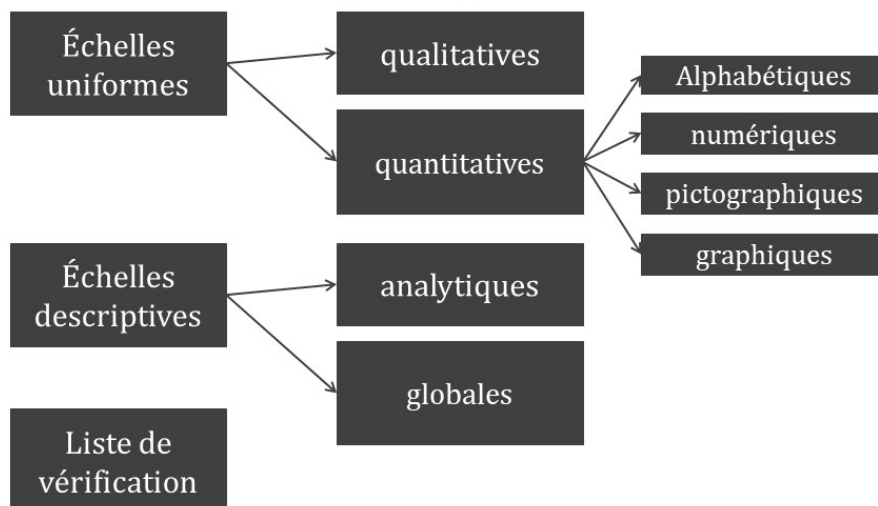 Échelles
uniformes
qualitatives
quantitatives
Alphabétiques
numériques
pictographiques
graphiques
Échelles
descriptives
analytiques
globales
Liste de
vérification